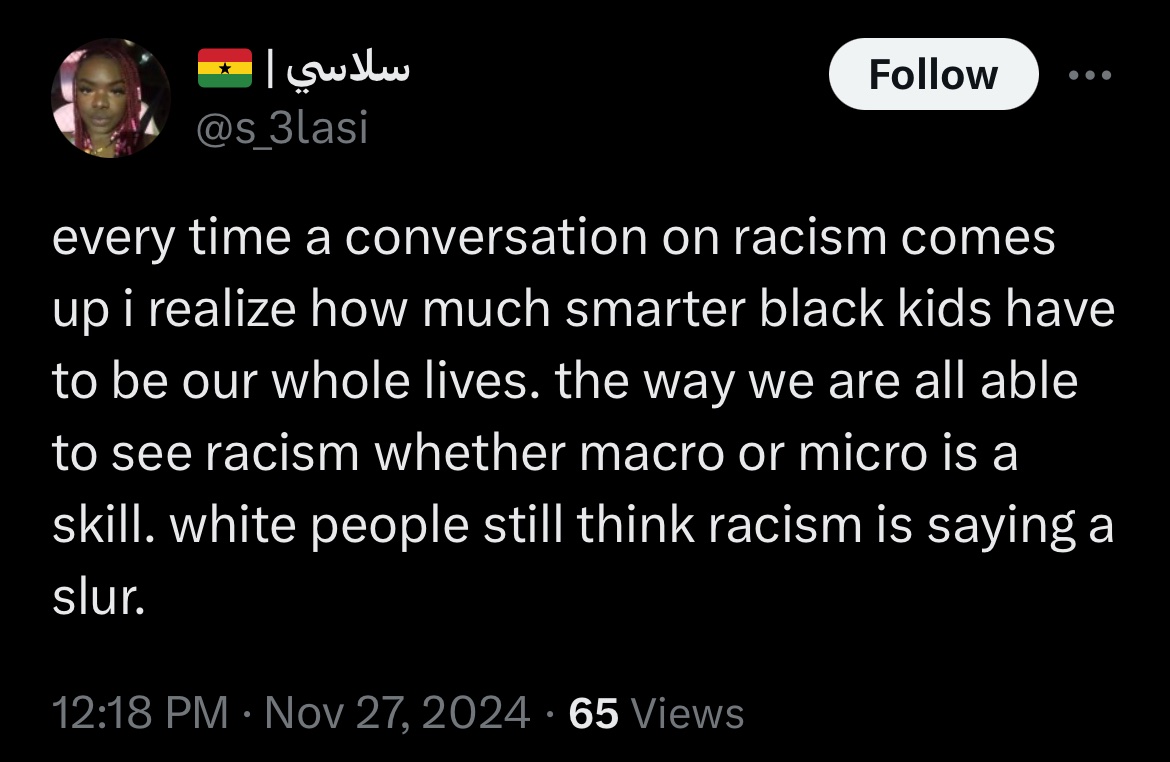 🇬🇭 | سلاسي
@s_3lasi
Follow
every time a conversation on racism comes
up i realize how much smarter black kids have
to be our whole lives. the way we are all able
to see racism whether macro or micro is a
skill. white people still think racism is saying a
slur.
12:18 PM · Nov 27, 2024 · 65 Views